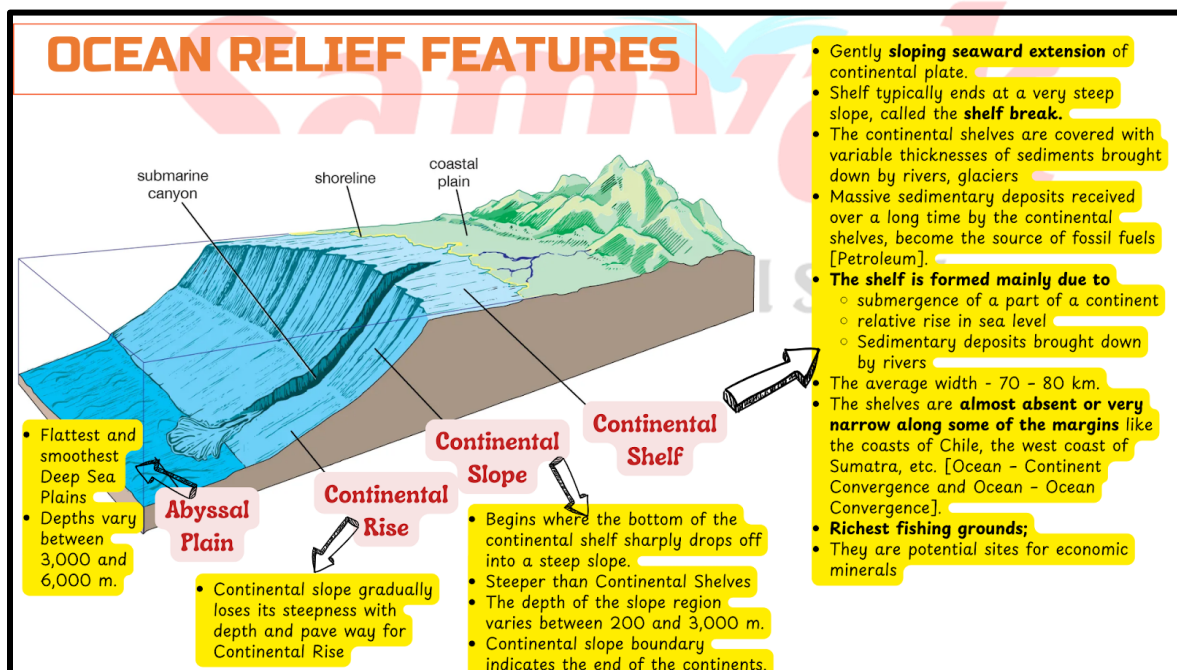 OCEAN RELIEF FEATURES
submarine
canyon
shoreline
coastal
plain
Continental
Shelf
Continental
Slope
Continental
Rise
Abyssal
Plain
• Gently sloping seaward extension of
continental plate.
• Shelf typically ends at a very steep
slope, called the shelf break.
• The continental shelves are covered with
variable thicknesses of sediments brought
down by rivers, glaciers
• Massive sedimentary deposits received
over a long time by the continental
shelves, become the source of fossil fuels
[Petroleum].
• The shelf is formed mainly due to
○ submergence of a part of a continent
○ relative rise in sea level
○ Sedimentary deposits brought down
by rivers
• The average width - 70 – 80 km.
• The shelves are almost absent or very
narrow along some of the margins like
the coasts of Chile, the west coast of
Sumatra, etc. [Ocean - Continent
Convergence and Ocean - Ocean
Convergence].
• Richest fishing grounds;
• They are potential sites for economic
minerals
• Begins where the bottom of the
continental shelf sharply drops off
into a steep slope.
• Steeper than Continental Shelves
• The depth of the slope region
varies between 200 and 3,000 m.
• Continental slope boundary
indicates the end of the continents.
• Continental slope gradually
loses its steepness with
depth and pave way for
Continental Rise
• Flattest and
smoothest
Deep Sea
Plains
• Depths vary
between
3,000 and
6,000 m.